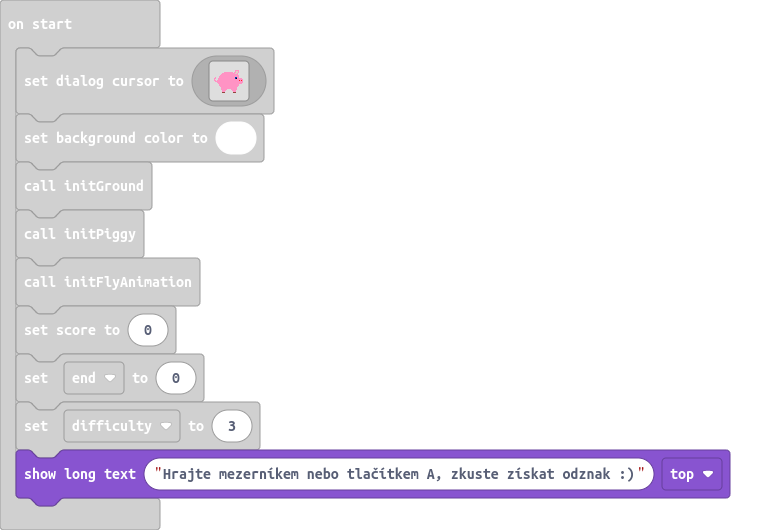 on start
set dialog cursor to
set background color to
call initGround
call initPiggy
call initFlyAnimation
set score to 0
set end to 0
set difficulty to 3
show long text "Hrajte mezerníkem nebo tlačítkem A, zkuste získat odznak :)" top